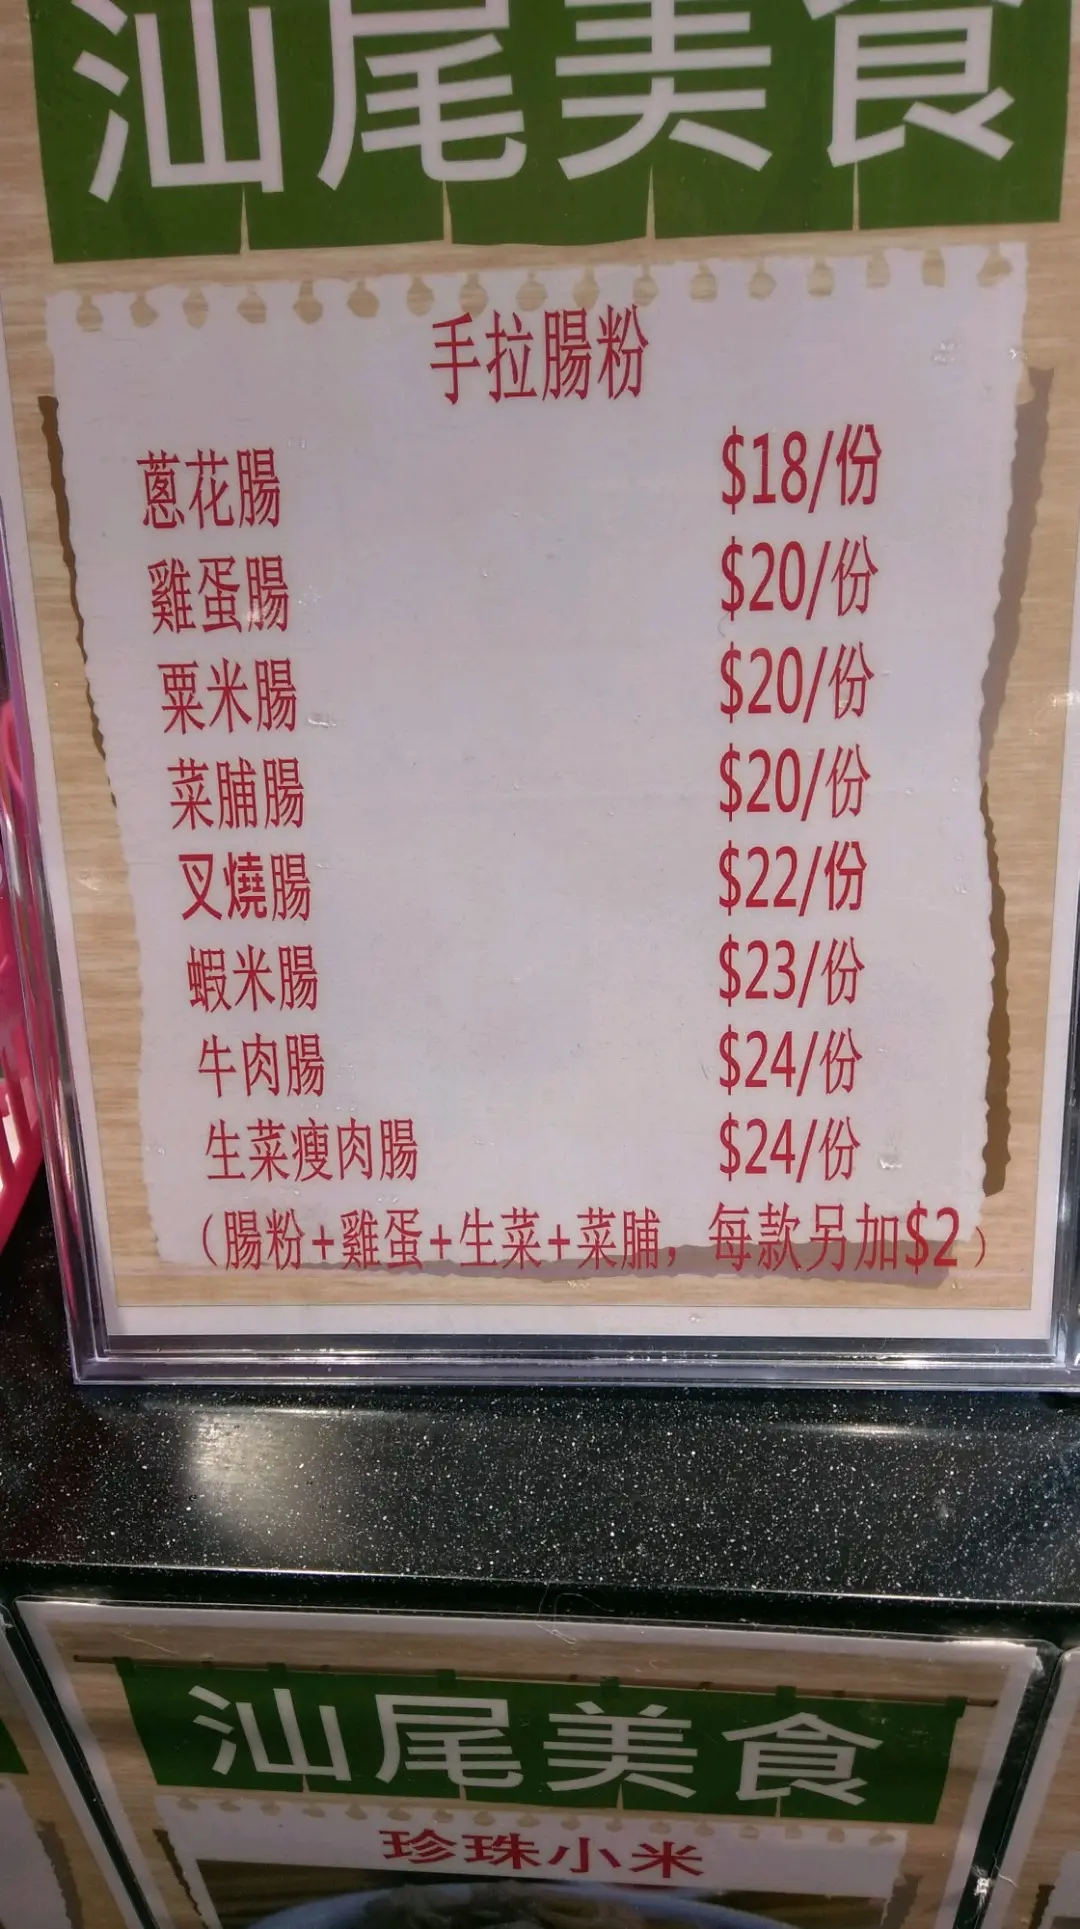 汕尾美食
手拉腸粉
蔥花腸 $18/份
雞蛋腸 $20/份
粟米腸 $20/份
菜脯腸 $20/份
叉燒腸 $22/份
蝦米腸 $23/份
牛肉腸 $24/份
生菜瘦肉腸 $24/份
（腸粉+雞蛋+生菜+菜脯，每款另加$2）
汕尾美食
珍珠小米